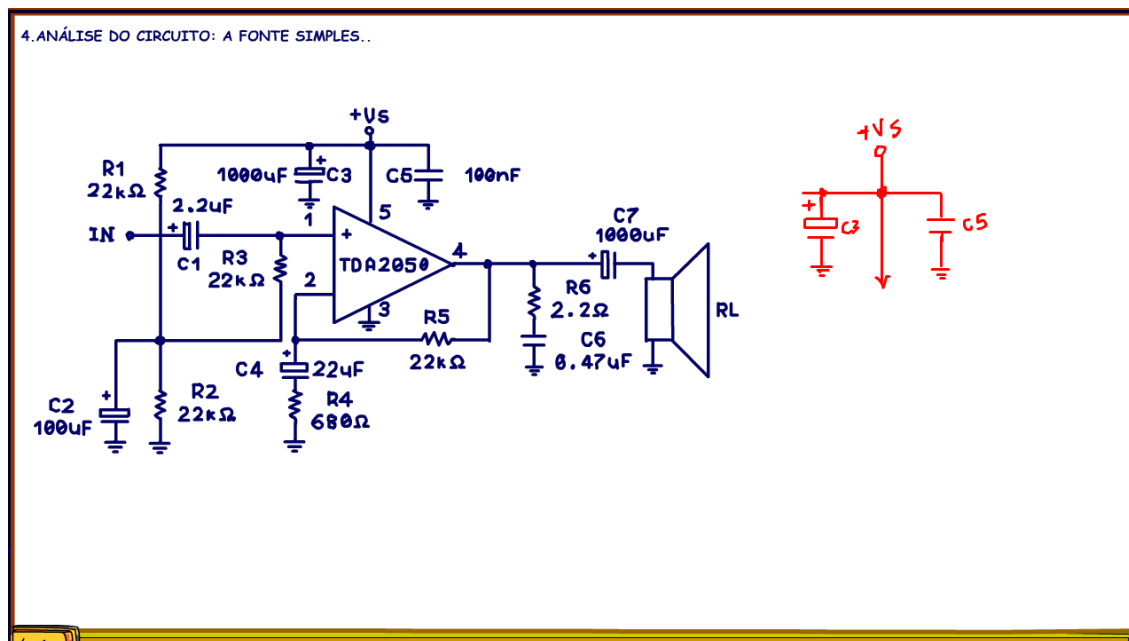 4.ANÁLISE DO CIRCUITO: A FONTE SIMPLES..
+Vs
+VS
R1
22kΩ
1000uF
+
C3
C5
100nF
2.2uF
+
C1
IN
R3
22kΩ
1
5
+
TDA2050
2
3
4
C7
1000uF
+
R6
2.2Ω
C6
0.47uF
RL
R5
22kΩ
C4
+
22uF
R4
680Ω
R2
22kΩ
C2
100uF
+
+
C3
C5